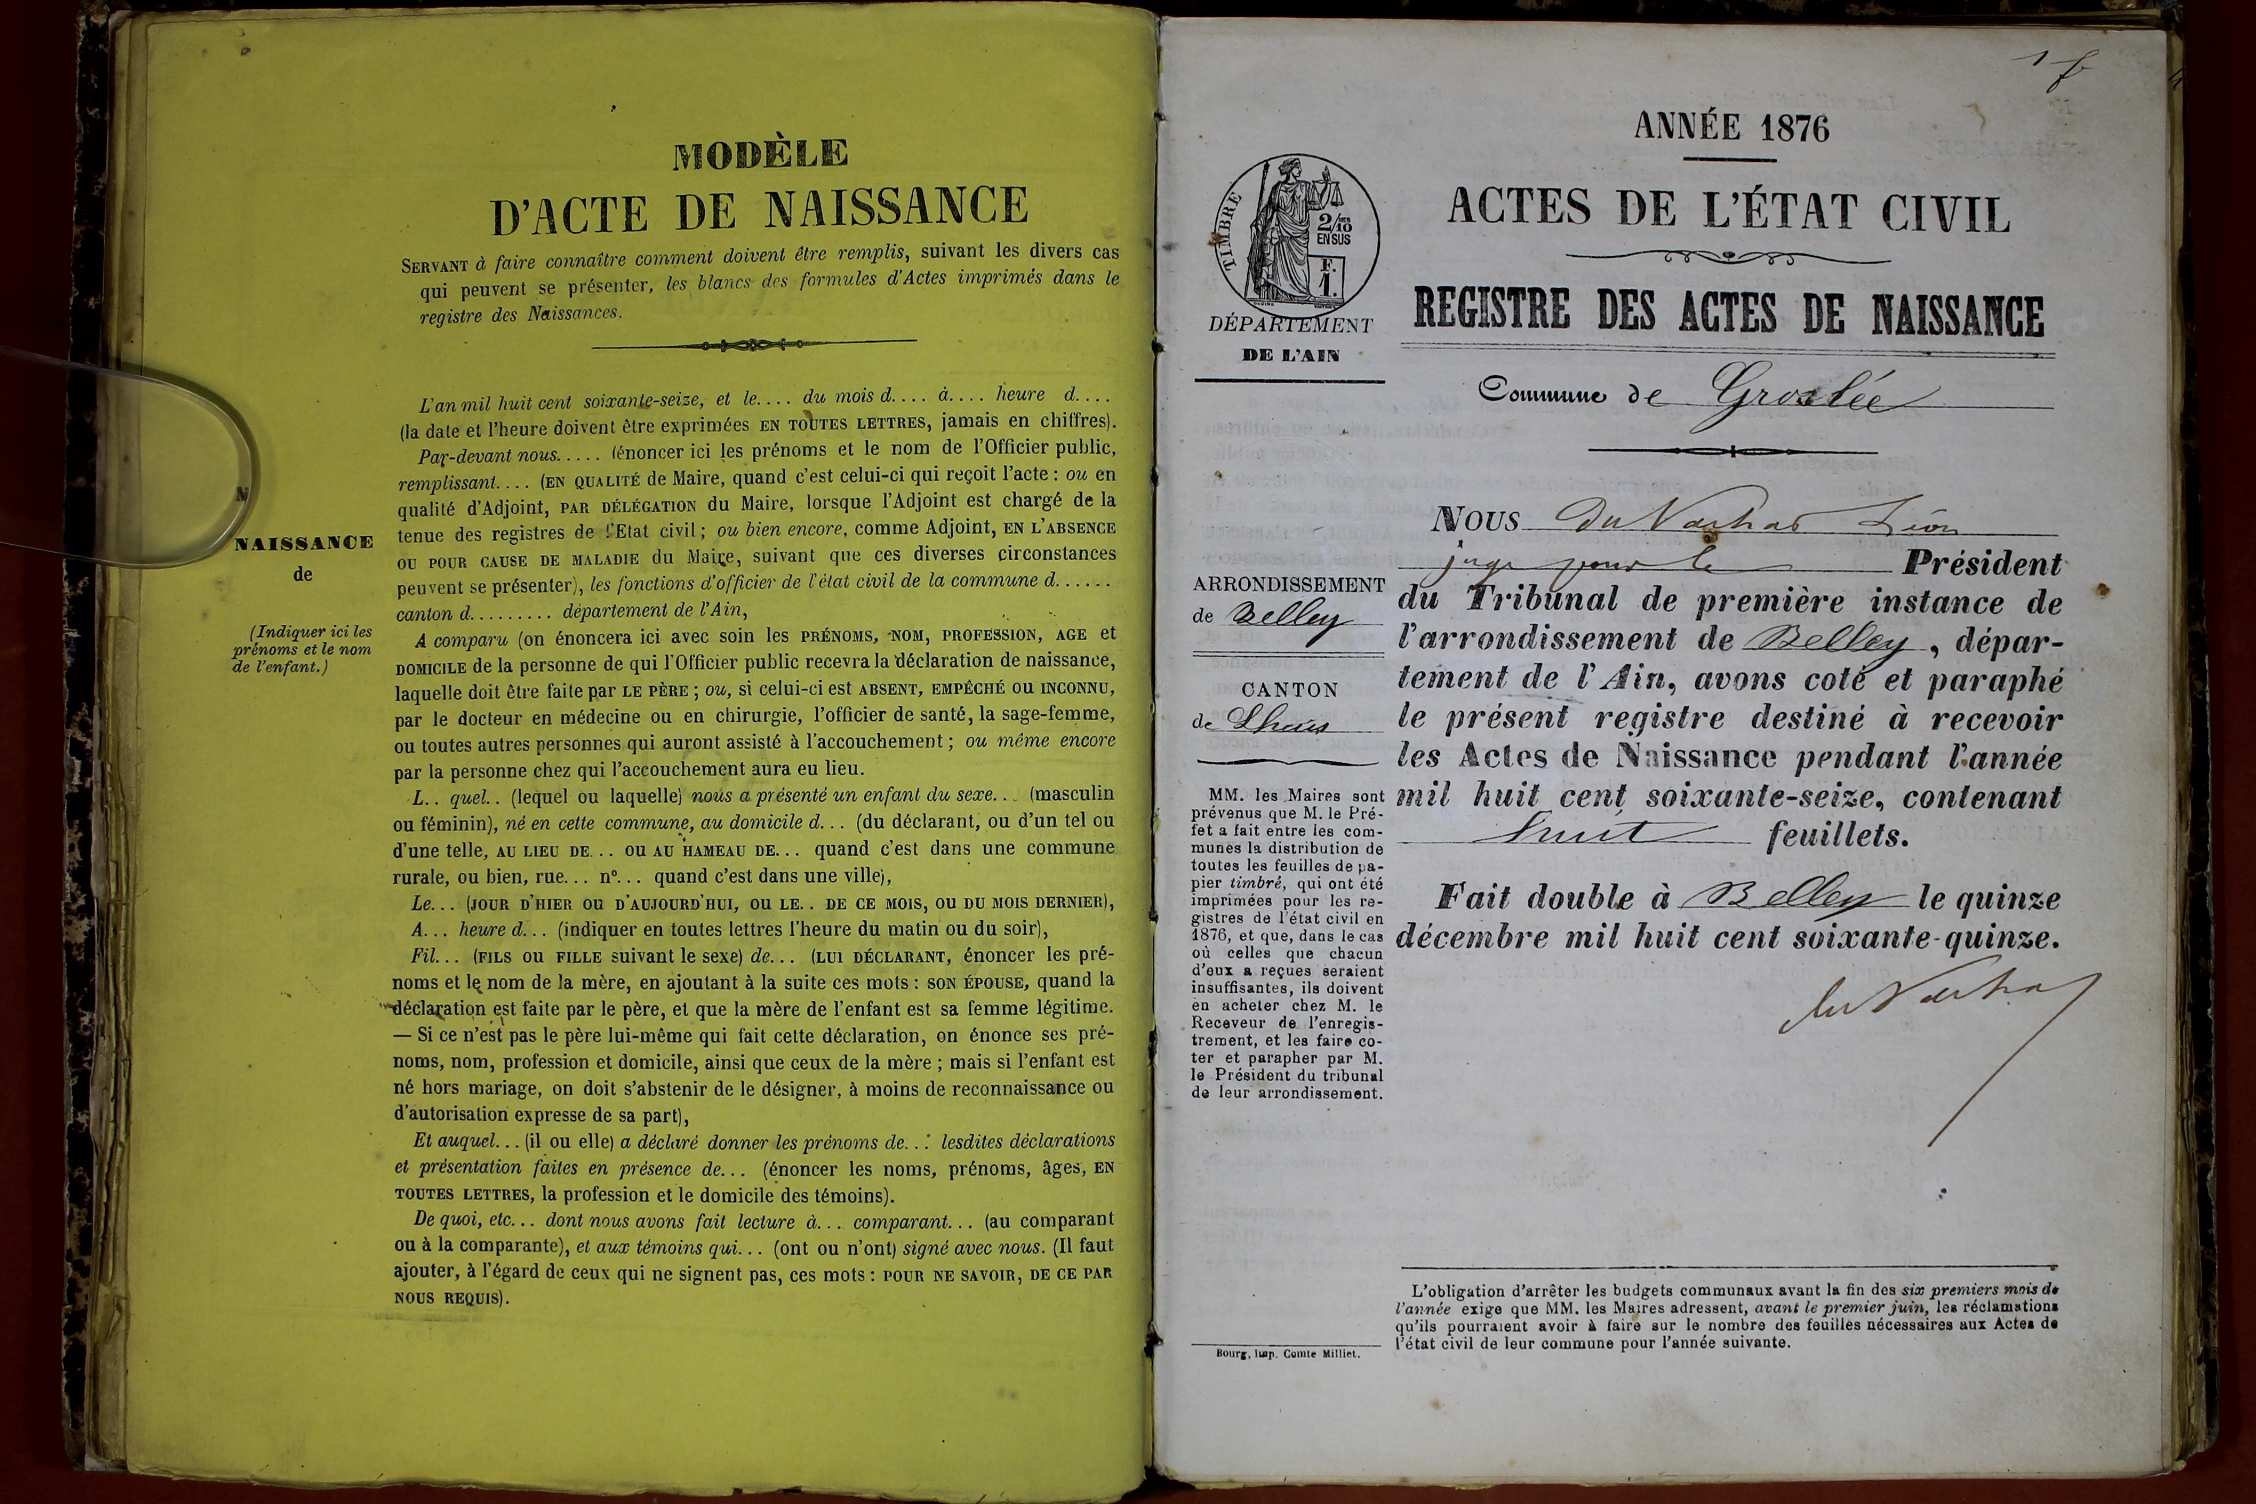 MODÈLE
D'ACTE DE NAISSANCE
SERVANT à faire connaître comment doivent être remplis, suivant les divers cas
qui peuvent se présenter, les blancs des formules d'Actes imprimés dans le
registre des Naissances.
N
NAISSANCE
de
(Indiquer ici les
prénoms et le nom
de l'enfant.)
L'an mil huit cent soixante-seize, et le.... du mois d.... à.... heure d....
(la date et l'heure doivent être exprimées EN TOUTES LETTRES, jamais en chiffres).
Par-devant nous..... (énoncer ici les prénoms et le nom de l'Officier public,
remplissant.... (EN QUALITÉ de Maire, quand c'est celui-ci qui reçoit l'acte : ou en
qualité d'Adjoint, PAR DÉLÉGATION du Maire, lorsque l'Adjoint est chargé de la
tenue des registres de l'Etat civil ; ou bien encore, comme Adjoint, EN L'ABSENCE
OU POUR CAUSE DE MALADIE du Maire, suivant que ces diverses circonstances
peuvent se présenter), les fonctions d'officier de l'état civil de la commune d......
canton d......... département de l'Ain,
A comparu (on énoncera ici avec soin les PRÉNOMS, NOM, PROFESSION, AGE et
DOMICILE de la personne de qui l'Officier public recevra la déclaration de naissance,
laquelle doit être faite par LE PÈRE ; ou, si celui-ci est ABSENT, EMPÊCHÉ OU INCONNU,
par le docteur en médecine ou en chirurgie, l'officier de santé, la sage-femme,
ou toutes autres personnes qui auront assisté à l'accouchement ; ou même encore
par la personne chez qui l'accouchement aura eu lieu.
L.. quel.. (lequel ou laquelle) nous a présenté un enfant du sexe... (masculin
ou féminin), né en cette commune, au domicile d... (du déclarant, ou d'un tel ou
d'une telle, AU LIEU DE... OU AU HAMEAU DE... quand c'est dans une commune
rurale, ou bien, rue... n°... quand c'est dans une ville),
Le... (JOUR D'HIER OU D'AUJOURD'HUI, OU LE.. DE CE MOIS, OU DU MOIS DERNIER),
A... heure d... (indiquer en toutes lettres l'heure du matin ou du soir),
Fil... (FILS OU FILLE suivant le sexe) de... (LUI DÉCLARANT, énoncer les pré-
noms et le nom de la mère, en ajoutant à la suite ces mots : SON ÉPOUSE, quand la
déclaration est faite par le père, et que la mère de l'enfant est sa femme légitime.
— Si ce n'est pas le père lui-même qui fait cette déclaration, on énonce ses pré-
noms, nom, profession et domicile, ainsi que ceux de la mère ; mais si l'enfant est
né hors mariage, on doit s'abstenir de le désigner, à moins de reconnaissance ou
d'autorisation expresse de sa part),
Et auquel... (il ou elle) a déclaré donner les prénoms de... lesdites déclarations
et présentation faites en présence de... (énoncer les noms, prénoms, âges, EN
TOUTES LETTRES, la profession et le domicile des témoins).
De quoi, etc... dont nous avons fait lecture à... comparant... (au comparant
ou à la comparante), et aux témoins qui... (ont ou n'ont) signé avec nous. (Il faut
ajouter, à l'égard de ceux qui ne signent pas, ces mots : POUR NE SAVOIR, DE CE PAR
NOUS REQUIS).
1 f
ANNÉE 1876
ACTES DE L'ÉTAT CIVIL
REGISTRE DES ACTES DE NAISSANCE
Commune de Groslée
TIMBRE
2/10 EN SUS
F. 1.
DÉPARTEMENT
DE L'AIN
ARRONDISSEMENT
de Belley
CANTON
de Lhuis
MM. les Maires sont
prévenus que M. le Pré-
fet a fait entre les com-
munes la distribution de
toutes les feuilles de pa-
pier timbré, qui ont été
imprimées pour les re-
gistres de l'état civil en
1876, et que, dans le cas
où celles que chacun
d'eux a reçues seraient
insuffisantes, ils doivent
en acheter chez M. le
Receveur de l'enregis-
trement, et les faire co-
ter et parapher par M.
le Président du tribunal
de leur arrondissement.
Bourg, Imp. Comte Milliet.
NOUS du Léon
juge pour le Président
du Tribunal de première instance de
l'arrondissement de Belley, dépar-
tement de l'Ain, avons coté et paraphé
le présent registre destiné à recevoir
les Actes de Naissance pendant l'année
mil huit cent soixante-seize, contenant
huit feuillets.
Fait double à Belley le quinze
décembre mil huit cent soixante-quinze.
L'obligation d'arrêter les budgets communaux avant la fin des six premiers mois de
l'année exige que MM. les Maires adressent, avant le premier juin, les réclamations
qu'ils pourraient avoir à faire sur le nombre des feuilles nécessaires aux Actes de
l'état civil de leur commune pour l'année suivante.